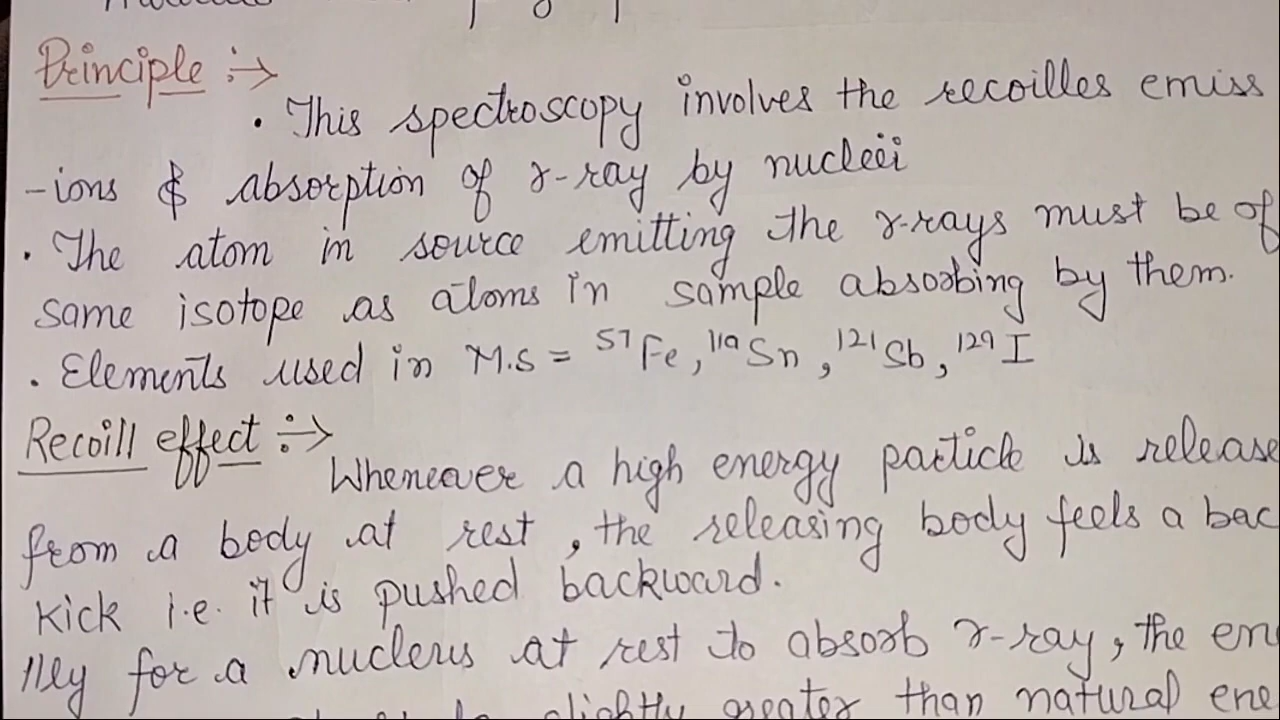 Principle :->
• This spectroscopy involves the recoilles emiss
-ions & absorption of γ-ray by nucleii
• The atom in source emitting the γ-rays must be of
same isotope as atoms in sample absorbing by them.
• Elements used in M.S = ⁵⁷Fe, ¹¹⁹Sn, ¹²¹Sb, ¹²⁹I
Recoill effect :->
Whenever a high energy particle is release
from a body at rest, the releasing body feels a bac
kick i.e. it is pushed backward.
lly for a nucleus at rest to absorb γ-ray, the en
slightly greater than natural ene